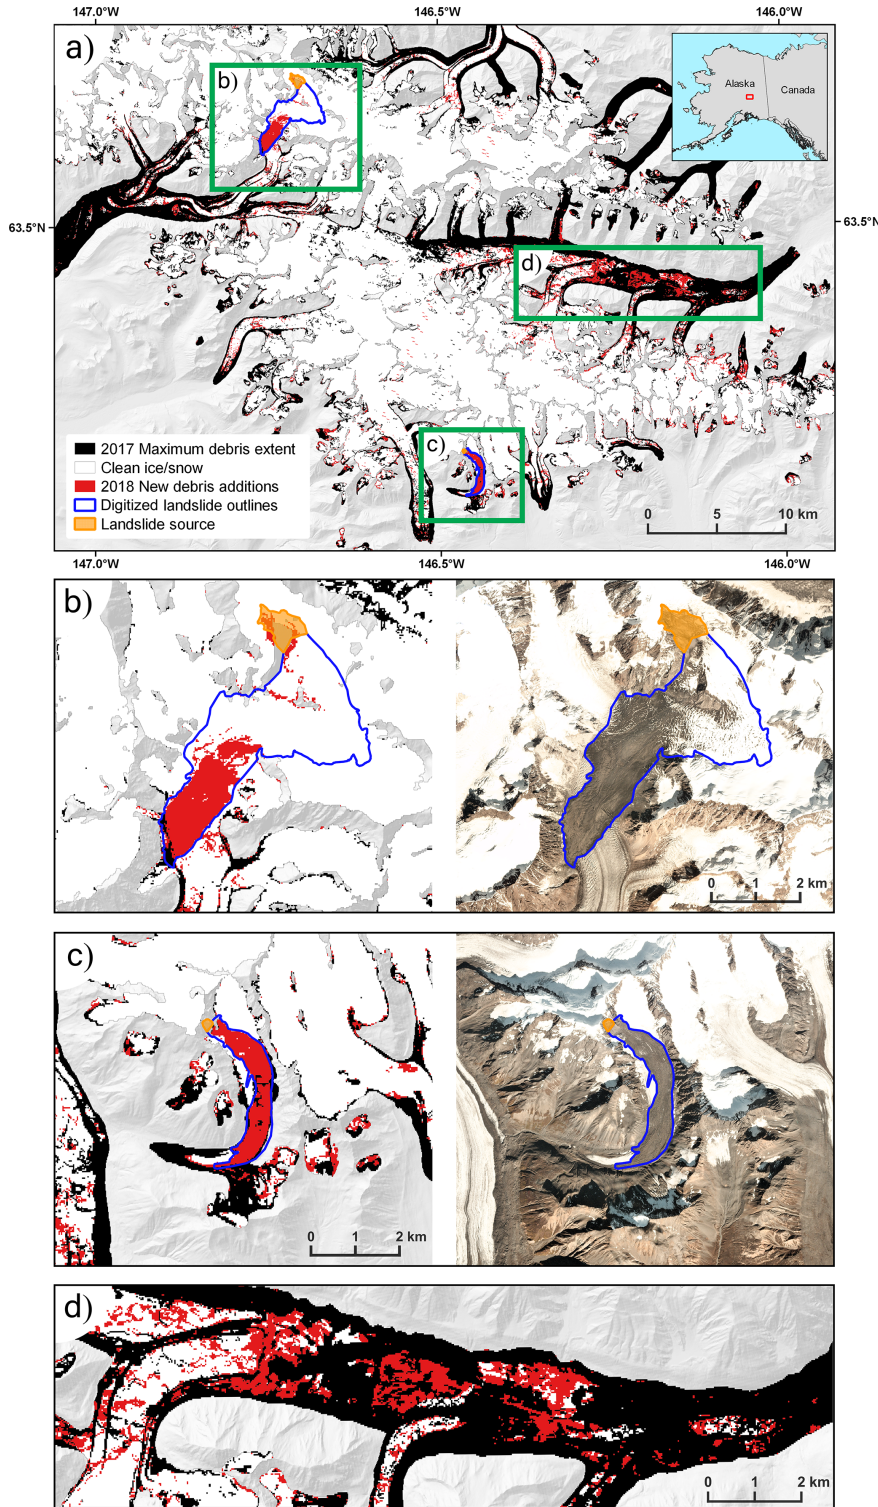 147.0°W 146.5°W 146.0°W
a)
b)
Alaska
Canada
63.5°N 63.5°N
d)
c)
2017 Maximum debris extent
Clean ice/snow
2018 New debris additions
Digitized landslide outlines
Landslide source
0 5 10 km
147.0°W 146.5°W 146.0°W
b)
0 1 2 km
c)
0 1 2 km
d)
0 1 2 km